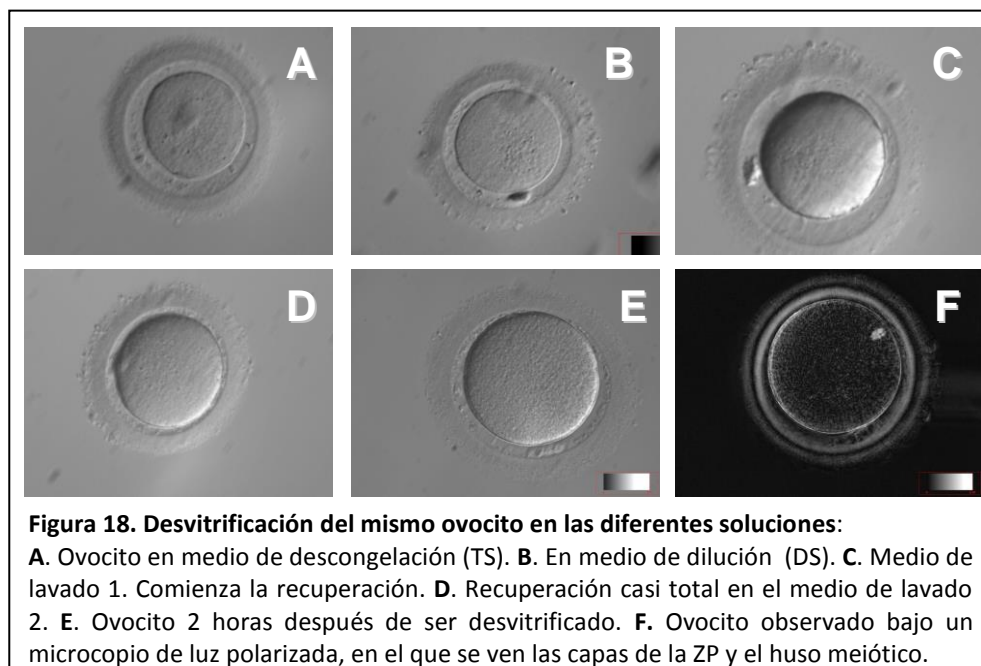 A
B
C
D
E
F
Figura 18. Desvitrificación del mismo ovocito en las diferentes soluciones:
A. Ovocito en medio de descongelación (TS). B. En medio de dilución (DS). C. Medio de
lavado 1. Comienza la recuperación. D. Recuperación casi total en el medio de lavado
2. E. Ovocito 2 horas después de ser desvitrificado. F. Ovocito observado bajo un
microcopio de luz polarizada, en el que se ven las capas de la ZP y el huso meiótico.